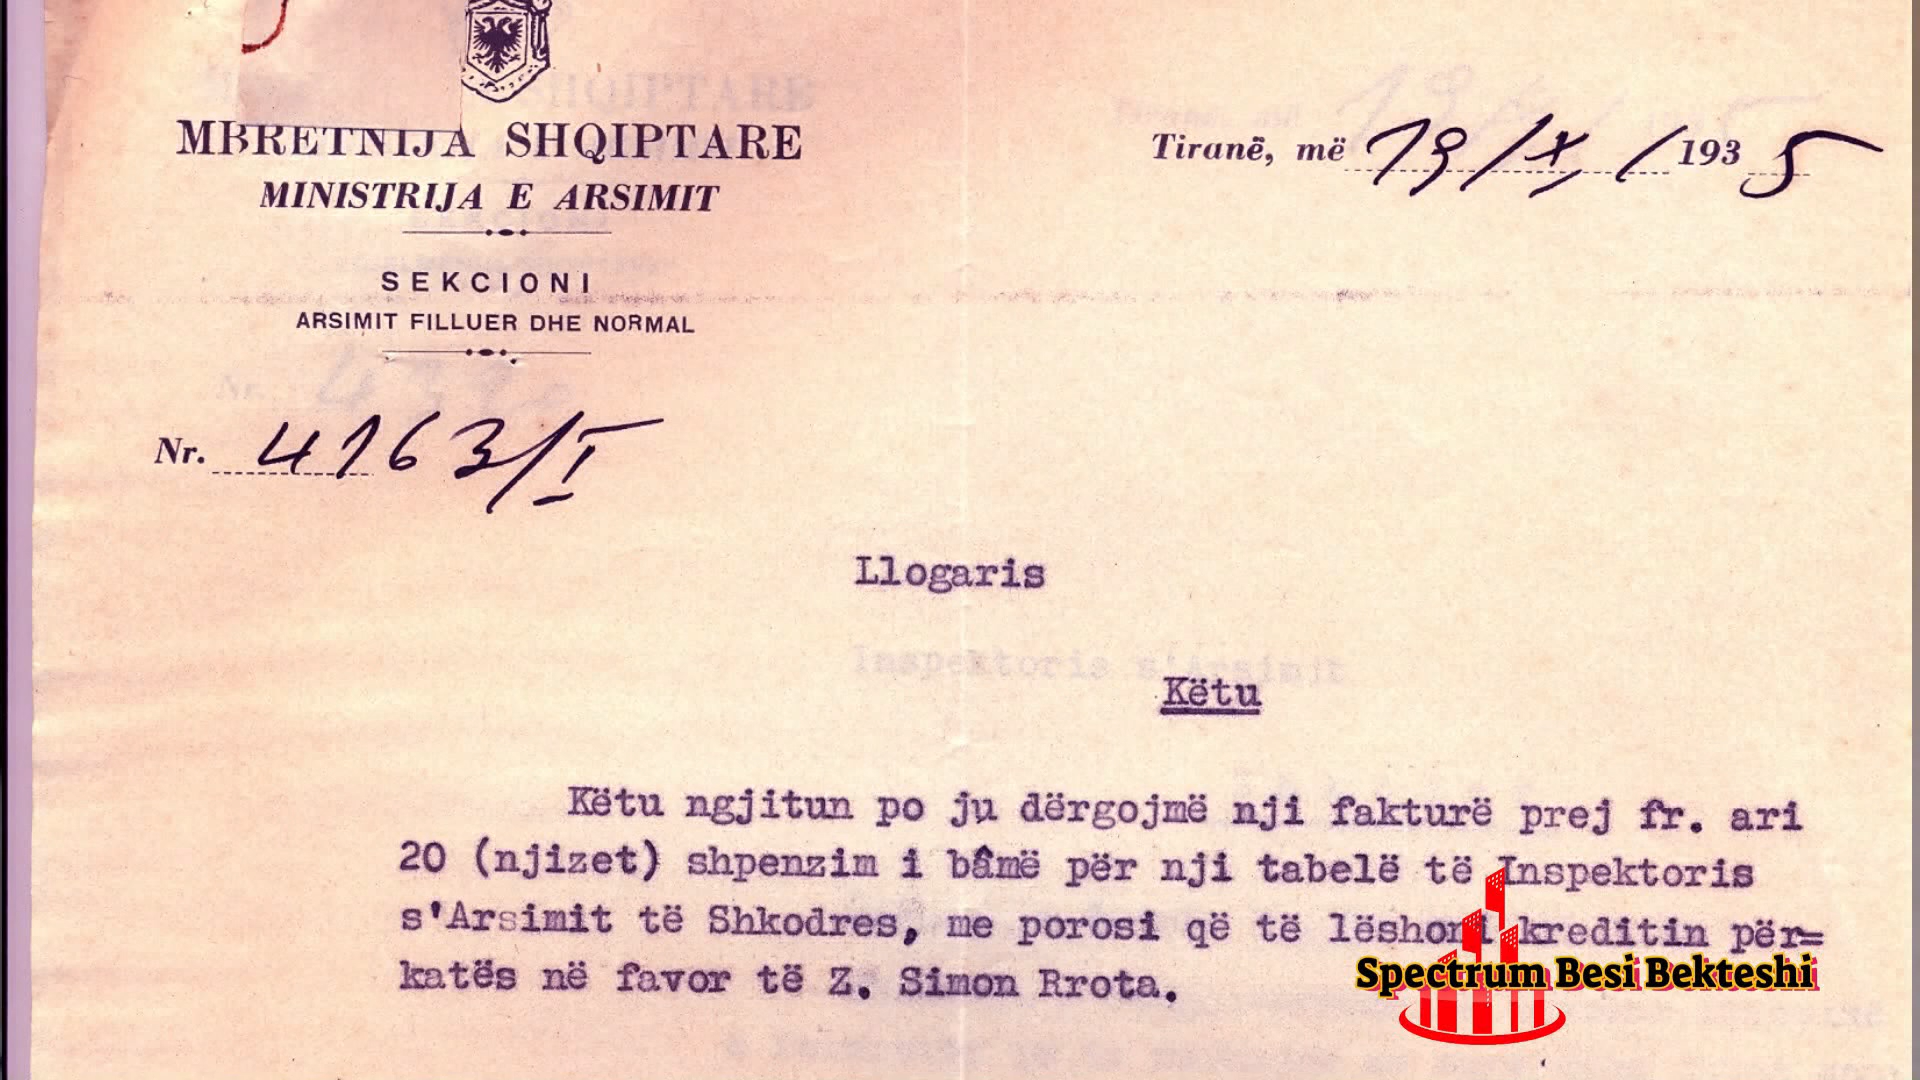 MBRETNIJA SHQIPTARE
MINISTRIJA E ARSIMIT
SEKCIONI
ARSIMIT FILLUER DHE NORMAL
Tiranë, më 19/X/1935
Nr. 4163/I
Llogaris
Këtu
Këtu ngjitun po ju dërgojmë nji fakturë prej fr. ari
20 (njizet) shpenzim i bâmë për nji tabelë të Inspektoris
s'Arsimit të Shkodres, me porosi që të lëshoni kreditin për=
katës në favor të Z. Simon Rrota.
Spectrum Besi Bekteshi